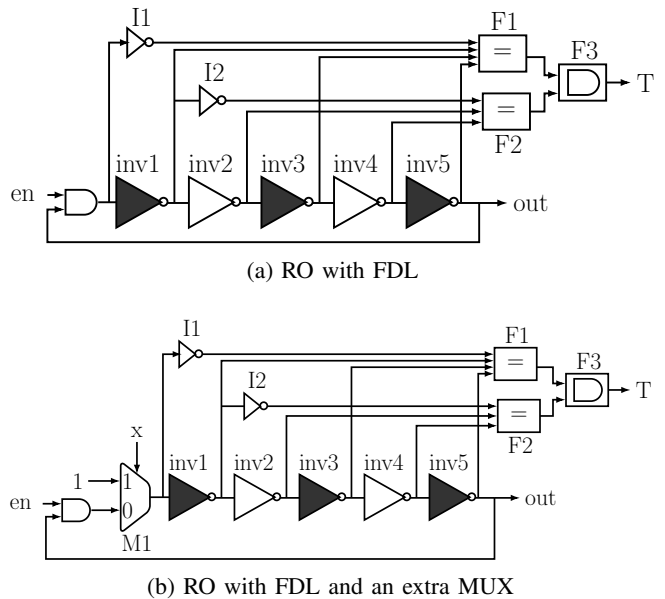 I1
F1
=
F3
T
I2
=
F2
inv1 inv2 inv3 inv4 inv5
en
out
(a) RO with FDL
I1
F1
=
F3
T
I2
=
F2
x
inv1 inv2 inv3 inv4 inv5
1
1
en
0
out
M1
(b) RO with FDL and an extra MUX